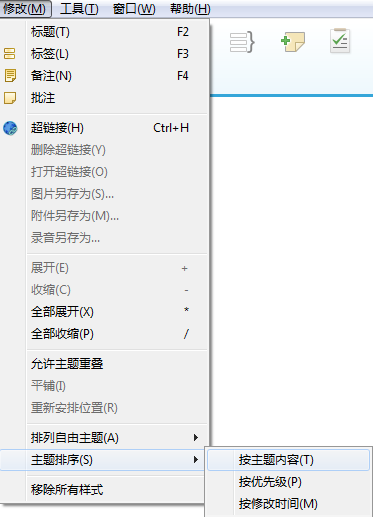 修改(M) 工具(T) 窗口(W) 帮助(H)
标题(T) F2
标签(L) F3
备注(N) F4
批注
超链接(H) Ctrl+H
删除超链接(Y)
打开超链接(O)
图片另存为(S)...
附件另存为(M)...
录音另存为...
展开(E) +
收缩(C) -
全部展开(X) *
全部收缩(P) /
允许主题重叠
平铺(I)
重新安排位置(R)
排列自由主题(A)
主题排序(S)
按主题内容(T)
按优先级(P)
移除所有样式
按修改时间(M)